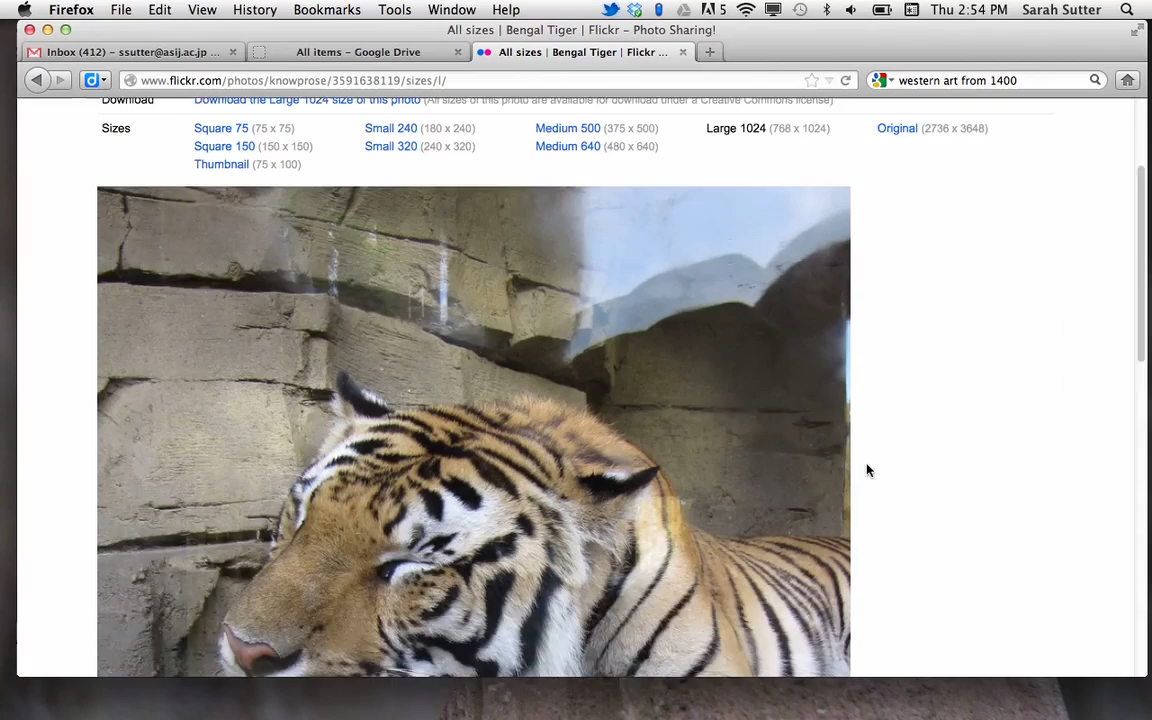 Firefox File Edit View History Bookmarks Tools Window Help 5 Thu 2:54 PM Sarah Sutter
All sizes | Bengal Tiger | Flickr - Photo Sharing!
Inbox (412) - ssutter@asij.ac.jp ... All items - Google Drive All sizes | Bengal Tiger | Flickr ...
www.flickr.com/photos/knowprose/3591638119/sizes/l/ western art from 1400
Download Download the Large 1024 size of this photo (All sizes of this photo are available for download under a Creative Commons license)
Sizes Square 75 (75 x 75) Small 240 (180 x 240) Medium 500 (375 x 500) Large 1024 (768 x 1024) Original (2736 x 3648)
Square 150 (150 x 150) Small 320 (240 x 320) Medium 640 (480 x 640)
Thumbnail (75 x 100)